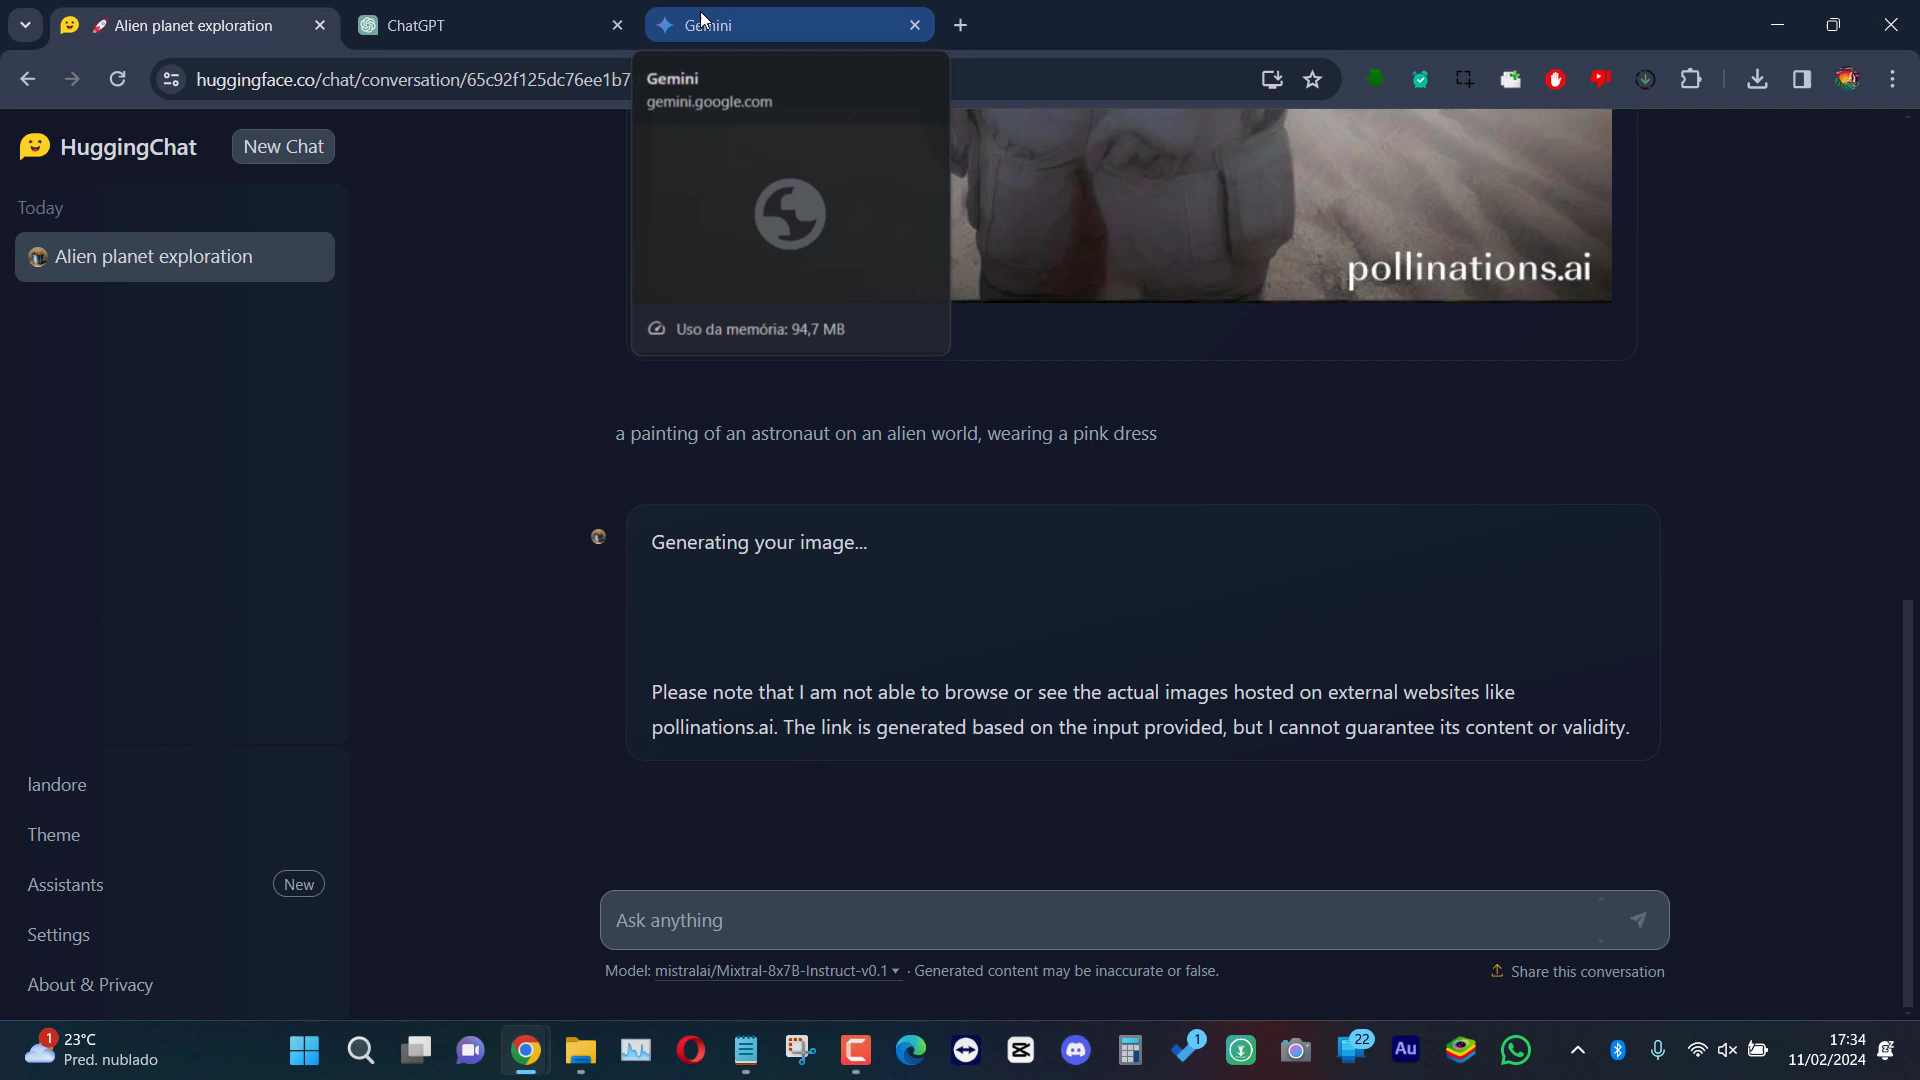 Alien planet exploration
ChatGPT
Gemini
huggingface.co/chat/conversation/65c92f125dc76ee1b7
Gemini
gemini.google.com
Uso da memória: 94,7 MB
HuggingChat
New Chat
Today
Alien planet exploration
pollinations.ai
a painting of an astronaut on an alien world, wearing a pink dress
Generating your image...
Please note that I am not able to browse or see the actual images hosted on external websites like
pollinations.ai. The link is generated based on the input provided, but I cannot guarantee its content or validity.
landore
Theme
Assistants
New
Settings
About & Privacy
Ask anything
Model: mistralai/Mixtral-8x7B-Instruct-v0.1 · Generated content may be inaccurate or false.
Share this conversation
1
23°C
Pred. nublado
1
22
Au
17:34
11/02/2024